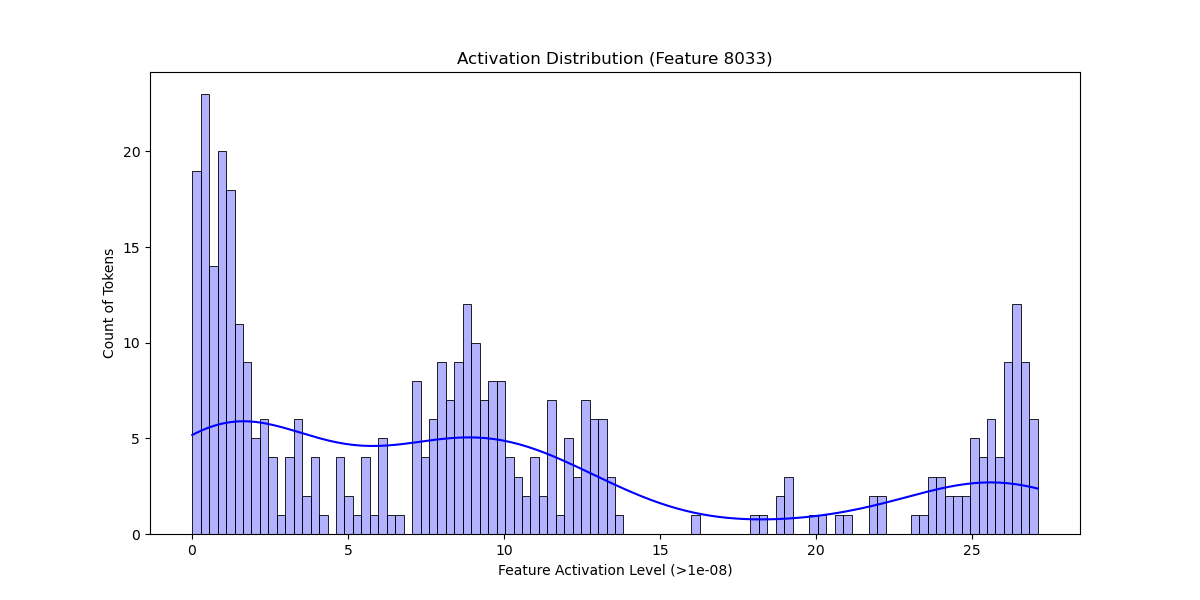 Activation Distribution (Feature 8033)
Count of Tokens
20
15
10
5
0
0 5 10 15 20 25
Feature Activation Level (>1e-08)